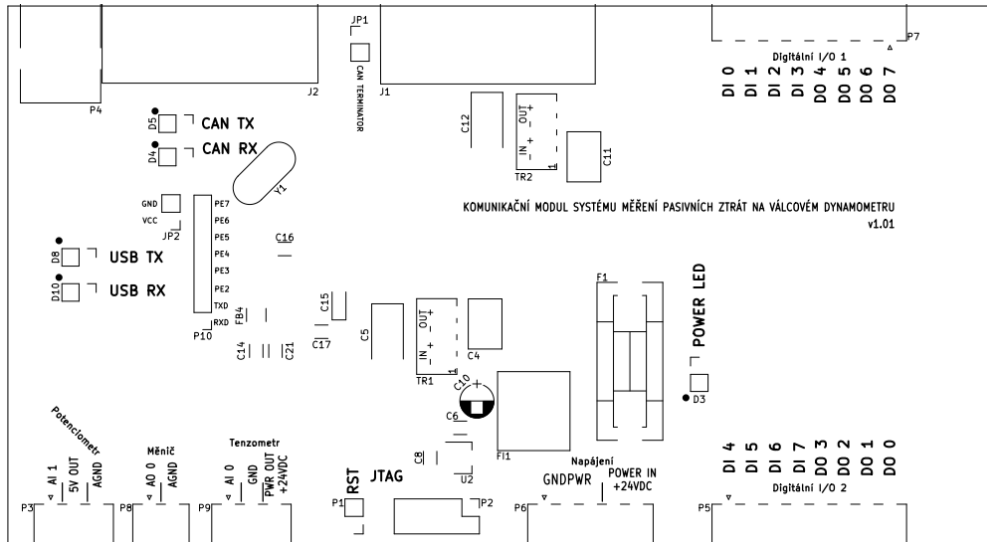 JP1
P7
Digitální I/O 1
DI 0
DI 1
DI 2
DI 3
DO 4
DO 5
DO 6
DO 7
P4
J2
CAN TERMINATOR
J1
D5
CAN TX
D4
CAN RX
C12
OUT
IN
- + - +
1
TR2
C11
Y1
GND
VCC
JP2
PE7
PE6
PE5
PE4
PE3
PE2
TXD
RXD
P10
KOMUNIKAČNÍ MODUL SYSTÉMU MĚŘENÍ PASIVNÍCH ZTRÁT NA VÁLCOVÉM DYNAMOMETRU
v1.01
C16
D8
USB TX
D10
USB RX
FB4
C15
C17
C14
C21
C5
OUT
IN
- + - +
1
TR1
C4
F1
POWER LED
D3
C10
C6
C8
U2
FI1
Potenciometr
AI 1
5V OUT
AGND
P3
Měnič
AO 0
AGND
P8
Tenzometr
AI 0
GND
PWR OUT
+24VDC
P9
RST
P1
JTAG
P2
Napájení
GNDPWR
POWER IN
+24VDC
P6
DI 4
DI 5
DI 6
DI 7
DO 3
DO 2
DO 1
DO 0
Digitální I/O 2
P5